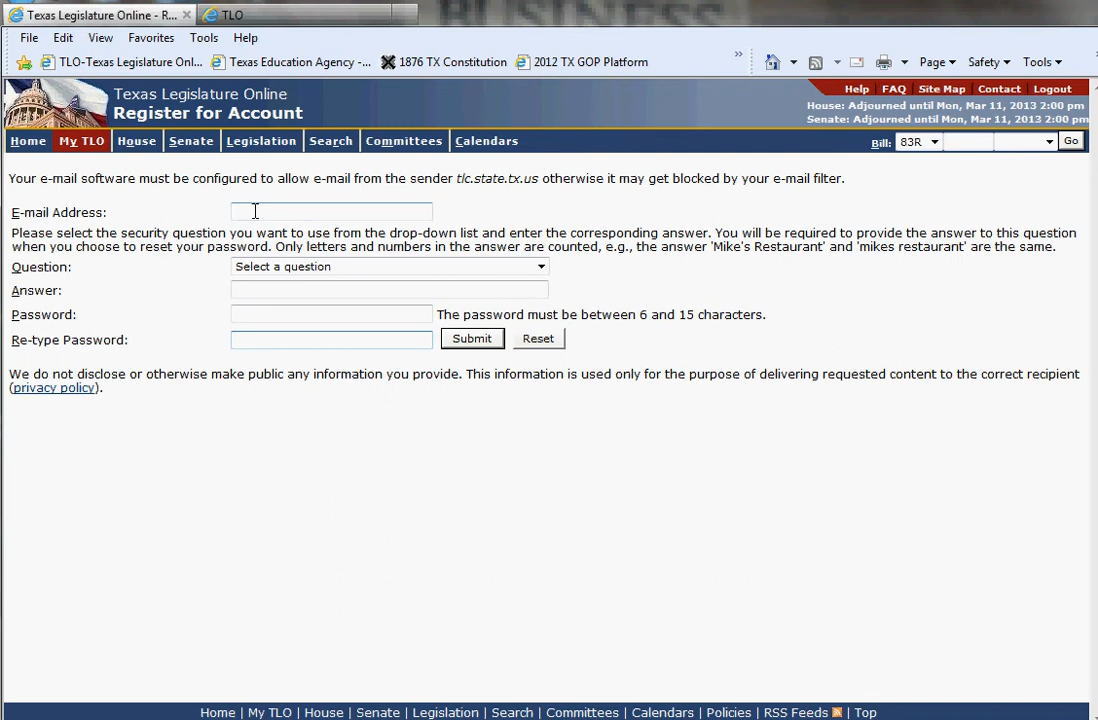 BUSINESS
Texas Legislature Online - R... TLO
File Edit View Favorites Tools Help
TLO-Texas Legislature Onl... Texas Education Agency -... 1876 TX Constitution 2012 TX GOP Platform » Page Safety Tools
Texas Legislature Online
Register for Account
Help FAQ Site Map Contact Logout
House: Adjourned until Mon, Mar 11, 2013 2:00 pm
Senate: Adjourned until Mon, Mar 11, 2013 2:00 pm
Home My TLO House Senate Legislation Search Committees Calendars Bill: 83R Go
Your e-mail software must be configured to allow e-mail from the sender tlc.state.tx.us otherwise it may get blocked by your e-mail filter.
E-mail Address:
Please select the security question you want to use from the drop-down list and enter the corresponding answer. You will be required to provide the answer to this question
when you choose to reset your password. Only letters and numbers in the answer are counted, e.g., the answer 'Mike's Restaurant' and 'mikes restaurant' are the same.
Question: Select a question
Answer:
Password: The password must be between 6 and 15 characters.
Re-type Password: Submit Reset
We do not disclose or otherwise make public any information you provide. This information is used only for the purpose of delivering requested content to the correct recipient
(privacy policy).
Home | My TLO | House | Senate | Legislation | Search | Committees | Calendars | Policies | RSS Feeds | Top